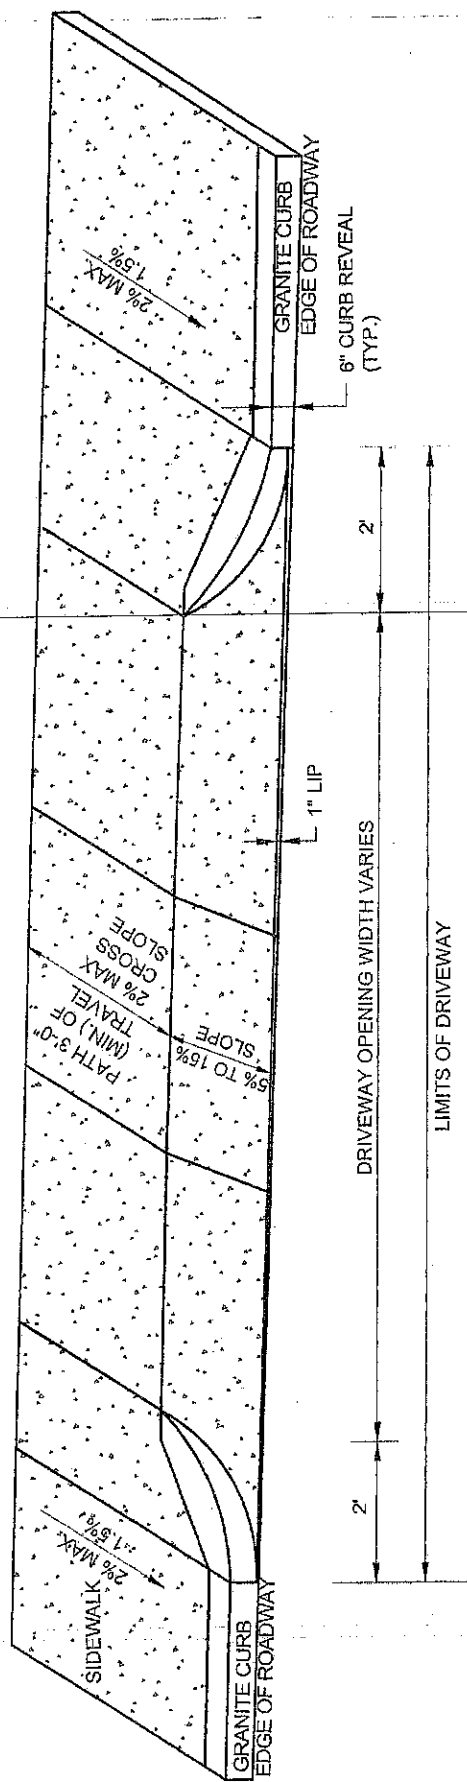 SIDEWALK
2% MAX.
1.5%
GRANITE CURB
EDGE OF ROADWAY
2'
PATH 3'-0"
(MIN.) OF
TRAVEL
2% MAX
CROSS
SLOPE
5% TO 15%
SLOPE
1" LIP
DRIVEWAY OPENING WIDTH VARIES
LIMITS OF DRIVEWAY
2'
2% MAX.
1.5%
GRANITE CURB
EDGE OF ROADWAY
6" CURB REVEAL
(TYP.)